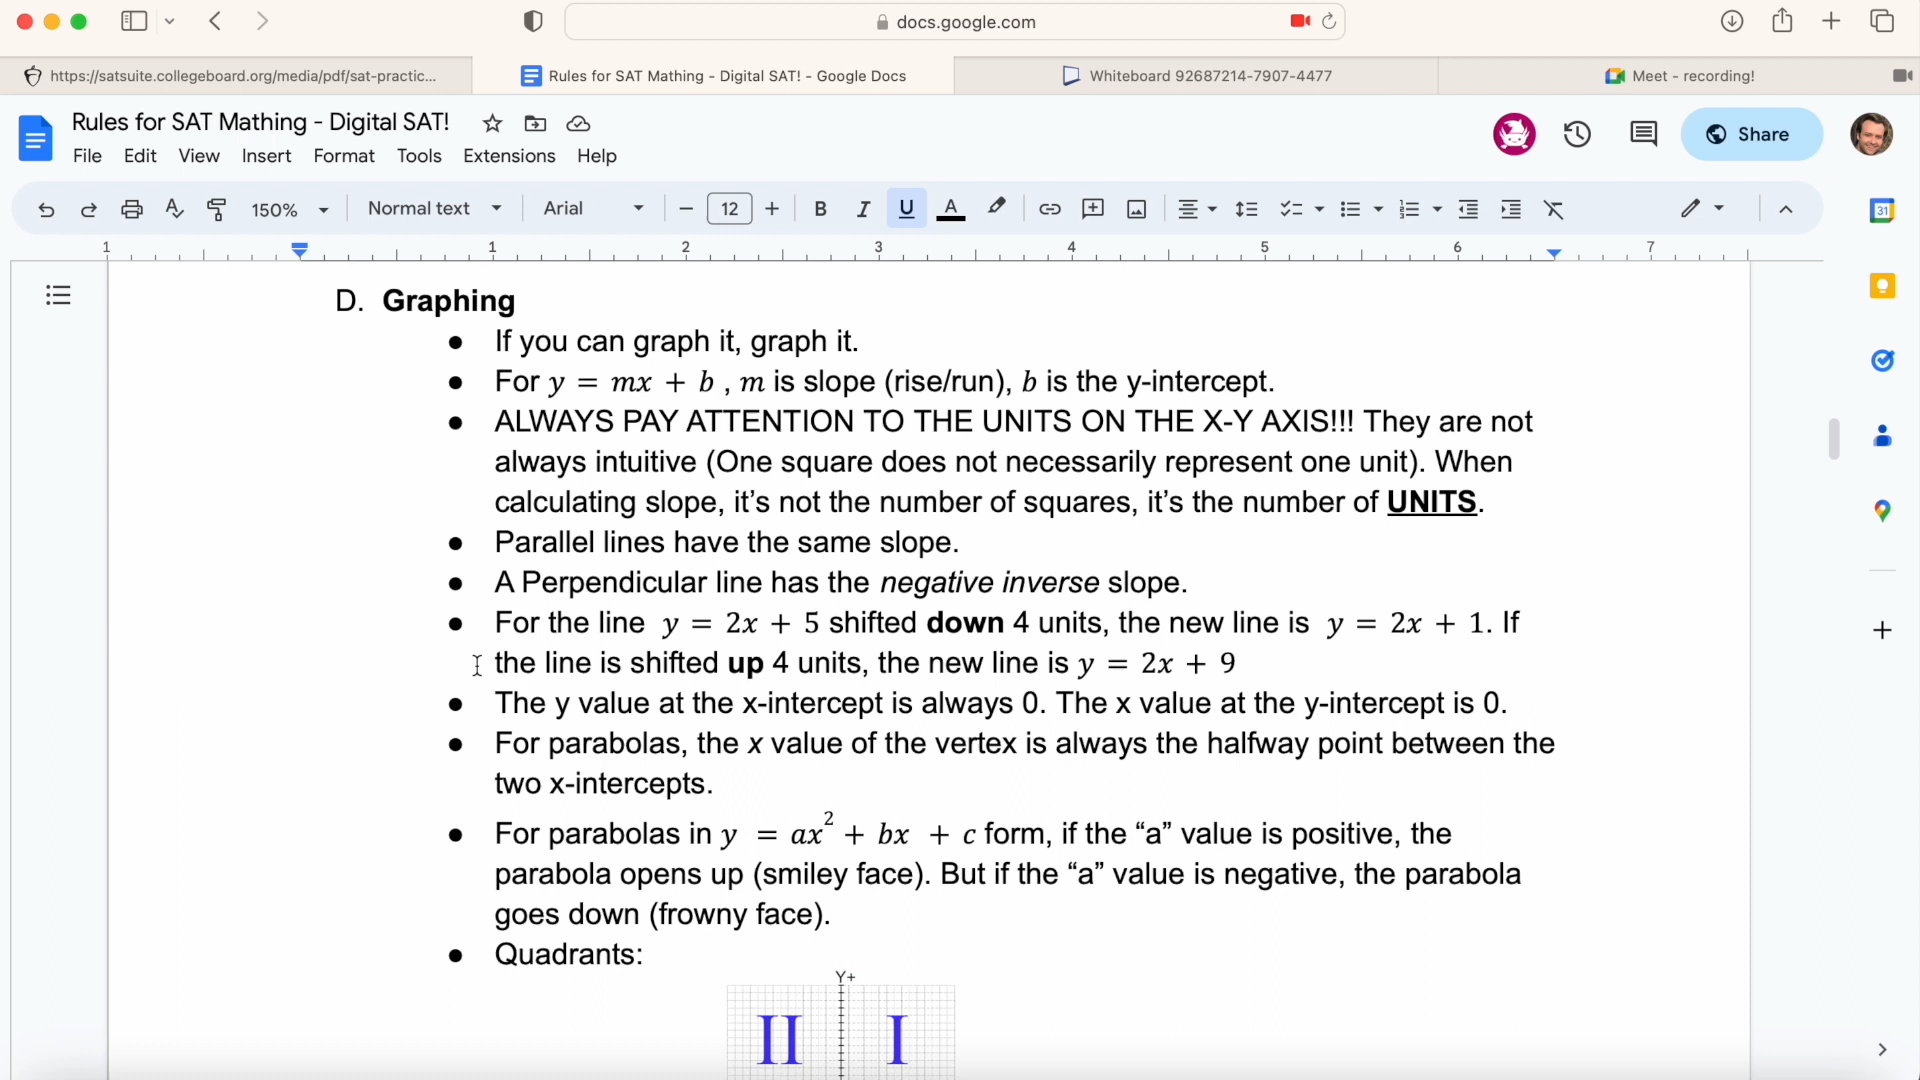 docs.google.com
https://satsuite.collegeboard.org/media/pdf/sat-practic...
Rules for SAT Mathing - Digital SAT! - Google Docs
Whiteboard 92687214-7907-4477
Meet - recording!
Rules for SAT Mathing - Digital SAT!
Share
File Edit View Insert Format Tools Extensions Help
150% Normal text Arial − 12 + B I U A
31
1 1 2 3 4 5 6 7
D. Graphing
● If you can graph it, graph it.
● For y = mx + b , m is slope (rise/run), b is the y-intercept.
● ALWAYS PAY ATTENTION TO THE UNITS ON THE X-Y AXIS!!! They are not
always intuitive (One square does not necessarily represent one unit). When
calculating slope, it’s not the number of squares, it’s the number of UNITS.
● Parallel lines have the same slope.
● A Perpendicular line has the negative inverse slope.
● For the line y = 2x + 5 shifted down 4 units, the new line is y = 2x + 1. If
the line is shifted up 4 units, the new line is y = 2x + 9
● The y value at the x-intercept is always 0. The x value at the y-intercept is 0.
● For parabolas, the x value of the vertex is always the halfway point between the
two x-intercepts.
● For parabolas in y = ax² + bx + c form, if the “a” value is positive, the
parabola opens up (smiley face). But if the “a” value is negative, the parabola
goes down (frowny face).
● Quadrants:
Y+
II I